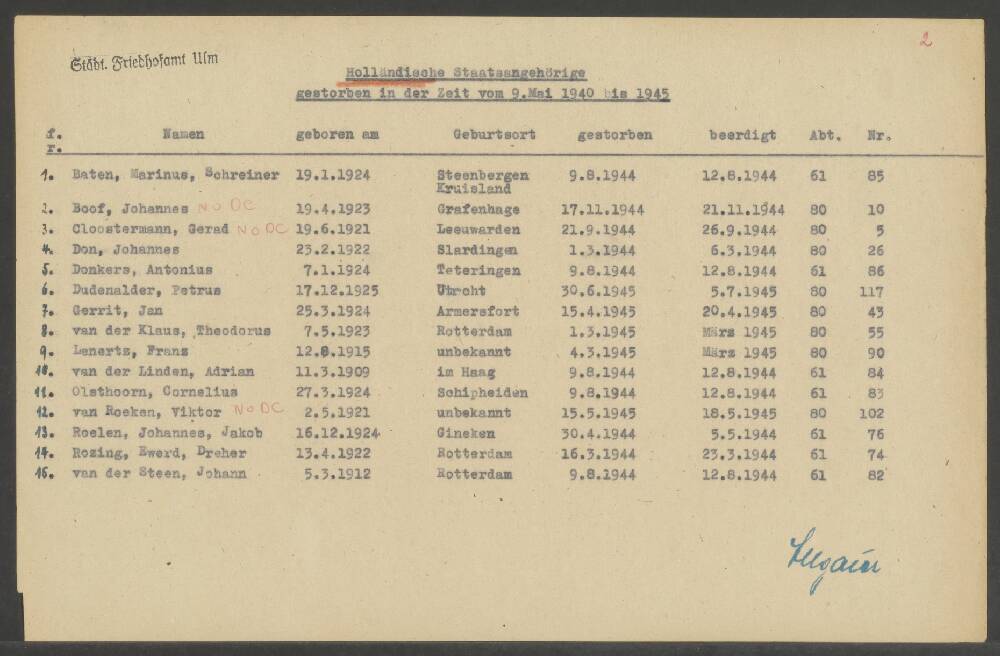 2
Städt. Friedhofamt Ulm
Holländische Staatsangehörige
gestorben in der Zeit vom 9.Mai 1940 bis 1945
f. Namen geboren am Geburtsort gestorben beerdigt Abt. Nr.
r.
1. Baten, Marinus, Schreiner 19.1.1924 Steenbergen 9.8.1944 12.8.1944 61 85
Kruisland
2. Boof, Johannes NO DC 19.4.1923 Grafenhage 17.11.1944 21.11.1944 80 10
3. Cloostermann, Gerad NO DC 19.6.1921 Leeuwarden 21.9.1944 26.9.1944 80 5
4. Don, Johannes 23.2.1922 Slardingen 1.3.1944 6.3.1944 80 26
5. Donkers, Antonius 7.1.1924 Teteringen 9.8.1944 12.8.1944 61 86
6. Dudenalder, Petrus 17.12.1925 Utrcht 30.6.1945 5.7.1945 80 117
7. Gerrit, Jan 25.3.1924 Armersfort 15.4.1945 20.4.1945 80 43
8. van der Klaus, Theodorus 7.5.1923 Rotterdam 1.3.1945 März 1945 80 55
9. Lenertz, Franz 12.8.1915 unbekannt 4.3.1945 März 1945 80 90
10. van der Linden, Adrian 11.3.1909 im Haag 9.8.1944 12.8.1944 61 84
11. Olsthoorn, Cornelius 27.3.1924 Schipheiden 9.8.1944 12.8.1944 61 83
12. van Roeken, Viktor NO DC 2.5.1921 unbekannt 15.5.1945 18.5.1945 80 102
13. Roelen, Johannes, Jakob 16.12.1924 Gineken 30.4.1944 5.5.1944 61 76
14. Rozing, Ewerd, Dreher 13.4.1922 Rotterdam 16.3.1944 23.3.1944 61 74
16. van der Steen, Johann 5.3.1912 Rotterdam 9.8.1944 12.8.1944 61 82